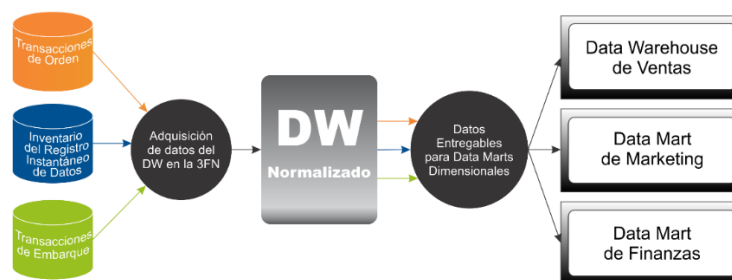 Transacciones
de Orden
Inventario
del Registro
Instantáneo
de Datos
Transacciones
de Embarque
Adquisición
de datos del
DW en la 3FN
DW
Normalizado
Datos
Entregables
para Data Marts
Dimensionales
Data Warehouse
de Ventas
Data Mart
de Marketing
Data Mart
de Finanzas